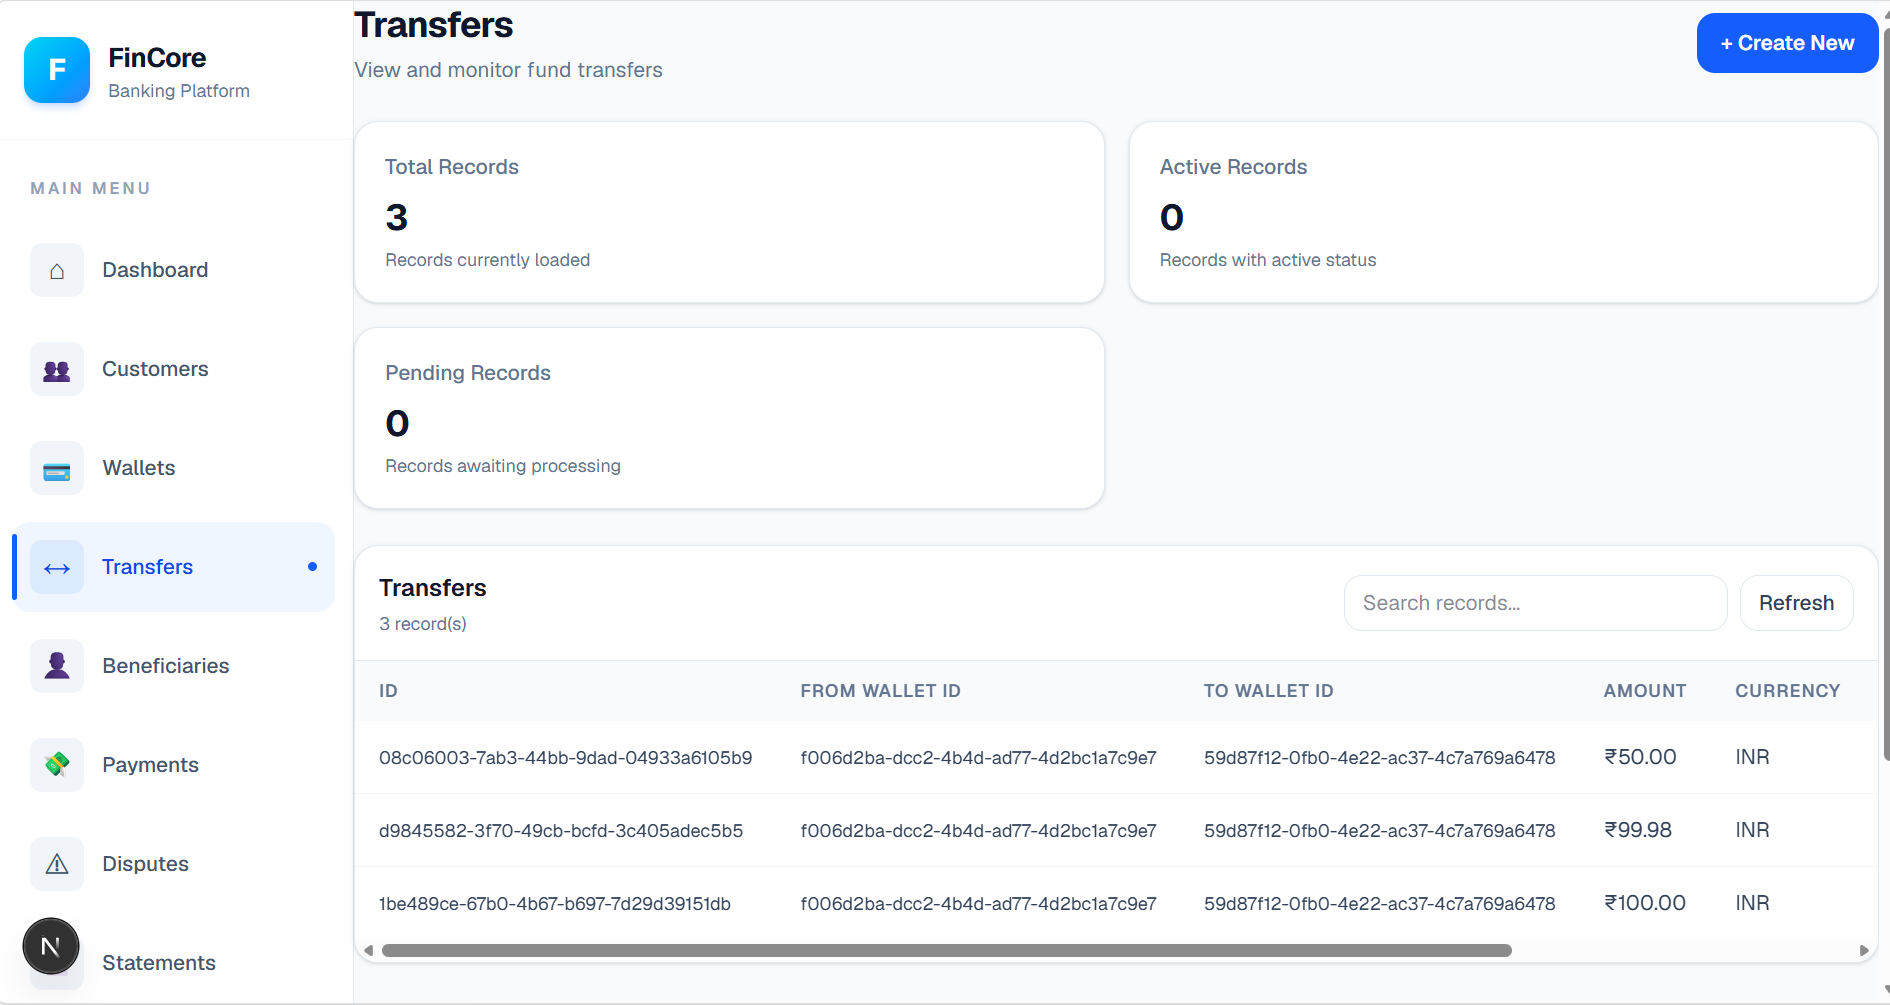 F
FinCore
Banking Platform
MAIN MENU
Dashboard
Customers
Wallets
Transfers
Beneficiaries
Payments
Disputes
N
Statements
Transfers
View and monitor fund transfers
+ Create New
Total Records
3
Records currently loaded
Active Records
0
Records with active status
Pending Records
0
Records awaiting processing
Transfers
3 record(s)
Search records...
Refresh
ID FROM WALLET ID TO WALLET ID AMOUNT CURRENCY
08c06003-7ab3-44bb-9dad-04933a6105b9 f006d2ba-dcc2-4b4d-ad77-4d2bc1a7c9e7 59d87f12-0fb0-4e22-ac37-4c7a769a6478 ₹50.00 INR
d9845582-3f70-49cb-bcfd-3c405adec5b5 f006d2ba-dcc2-4b4d-ad77-4d2bc1a7c9e7 59d87f12-0fb0-4e22-ac37-4c7a769a6478 ₹99.98 INR
1be489ce-67b0-4b67-b697-7d29d39151db f006d2ba-dcc2-4b4d-ad77-4d2bc1a7c9e7 59d87f12-0fb0-4e22-ac37-4c7a769a6478 ₹100.00 INR